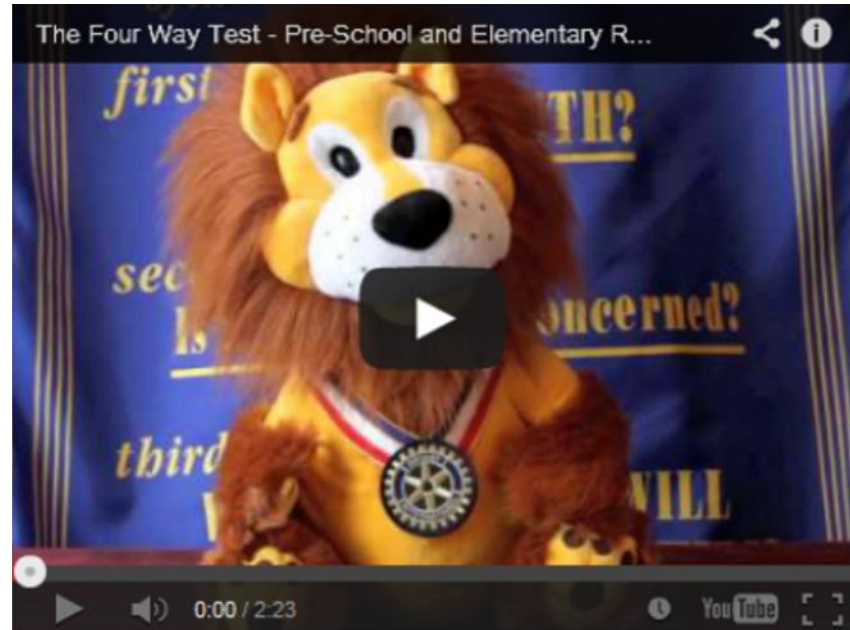 The Four Way Test - Pre-School and Elementary R...
first
TH?
sec
Is
oncerned?
third
WILL
0:00 / 2:23
YouTube